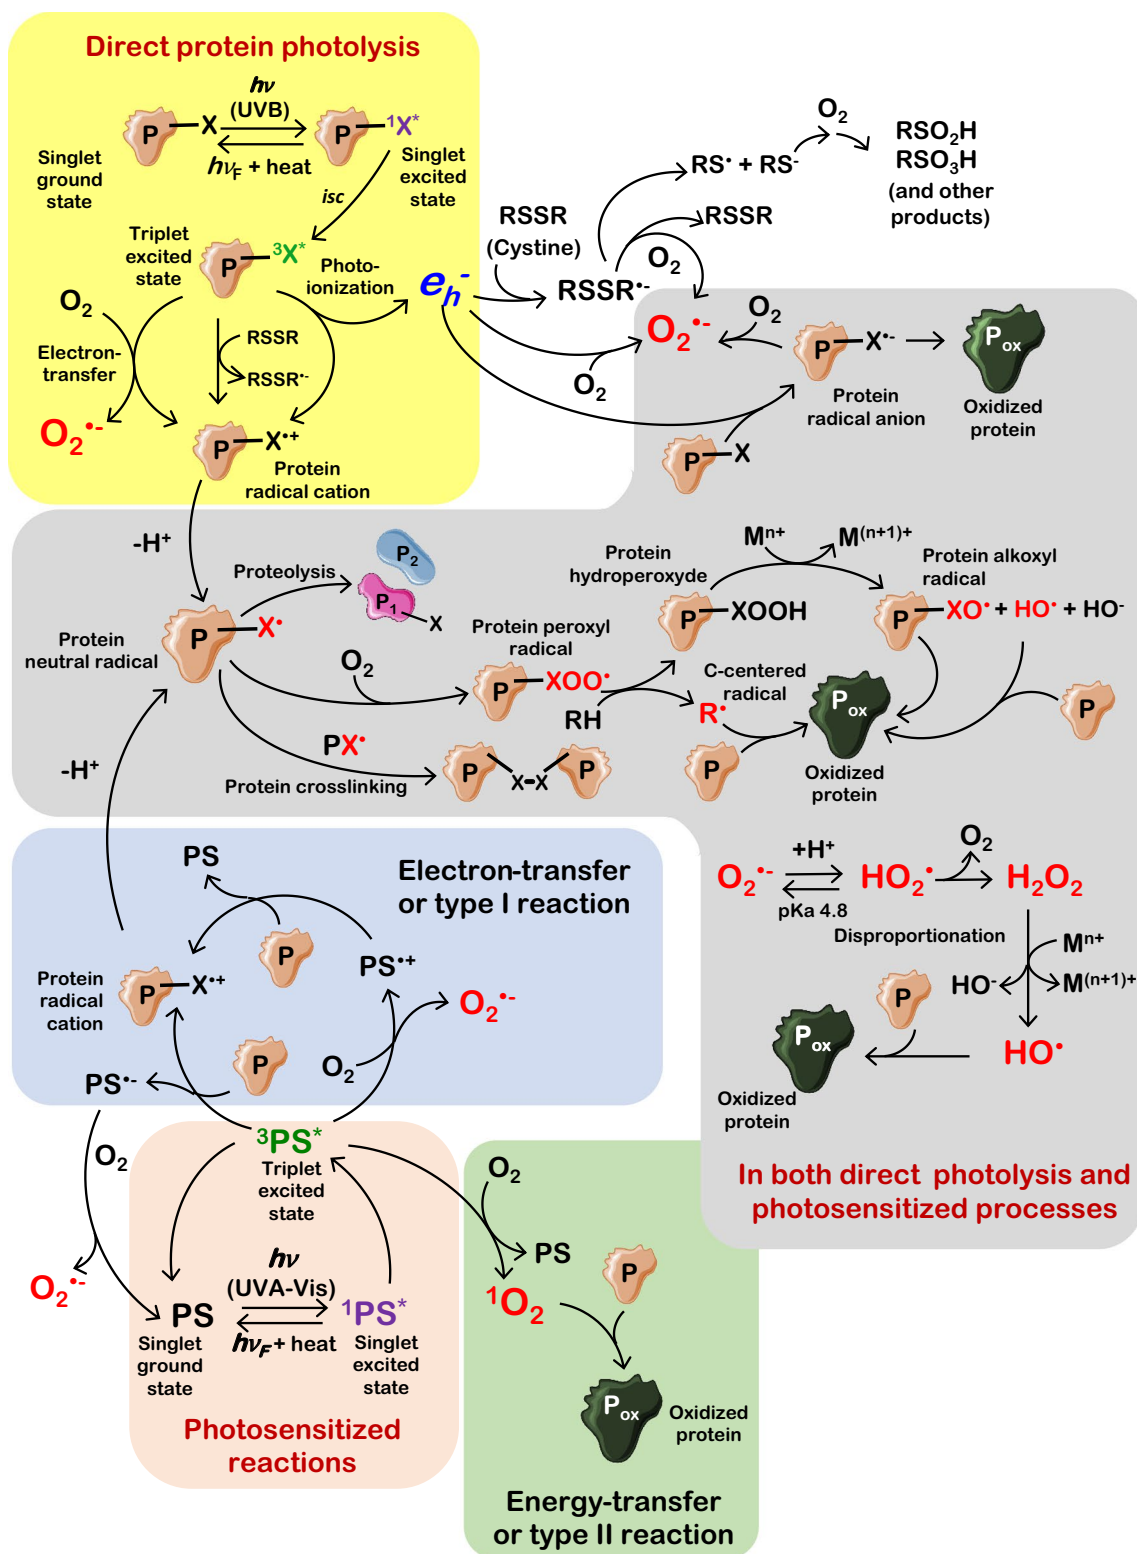 Direct protein photolysis
hν
(UVB)
P
X
P
¹X*
hν_F + heat
Singlet
ground
state
Singlet
excited
state
isc
Triplet
excited
state
P
³X*
Photo-
ionization
O₂
Electron-
transfer
RSSR
RSSR•-
O₂•-
P
X•+
Protein
radical cation
e_h⁻
RSSR
(Cystine)
RSSR•-
RS• + RS-
O₂
RSO₂H
RSO₃H
(and other
products)
RSSR
O₂
O₂•-
O₂
O₂
P
X•-
Protein
radical anion
P_ox
Oxidized
protein
P
X
-H⁺
Proteolysis
P₂
P₁
X
P
X•
Protein
neutral radical
O₂
Protein peroxyl
radical
P
XOO•
RH
Protein
hydroperoxyde
P
XOOH
Mⁿ⁺
M⁽ⁿ⁺¹⁾⁺
Protein alkoxyl
radical
P
XO• + HO• + HO-
C-centered
radical
R•
P
P_ox
Oxidized
protein
P
PX•
Protein crosslinking
P
X-X
P
-H⁺
Electron-transfer
or type I reaction
PS
P
PS•+
Protein
radical
cation
P
X•+
O₂•-
O₂
P
PS•-
O₂
O₂•-
³PS*
Triplet
excited
state
hν
(UVA-Vis)
PS
¹PS*
hν_F + heat
Singlet
ground
state
Singlet
excited
state
Photosensitized
reactions
O₂
PS
¹O₂
P
P_ox
Oxidized
protein
Energy-transfer
or type II reaction
O₂•-
+H⁺
pKa 4.8
HO₂•
O₂
H₂O₂
Disproportionation
Mⁿ⁺
HO-
M⁽ⁿ⁺¹⁾⁺
P
HO•
P_ox
Oxidized
protein
In both direct photolysis and
photosensitized processes